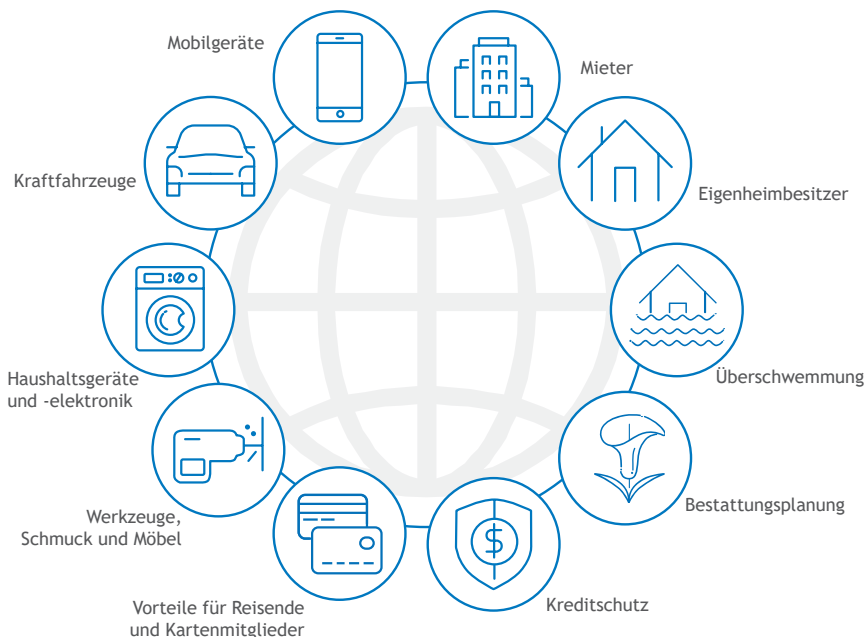 Mobilgeräte
Mieter
Kraftfahrzeuge
Eigenheimbesitzer
Haushaltsgeräte
und -elektronik
Überschwemmung
Werkzeuge,
Schmuck und Möbel
Bestattungsplanung
Vorteile für Reisende
und Kartenmitglieder
$
Kreditschutz